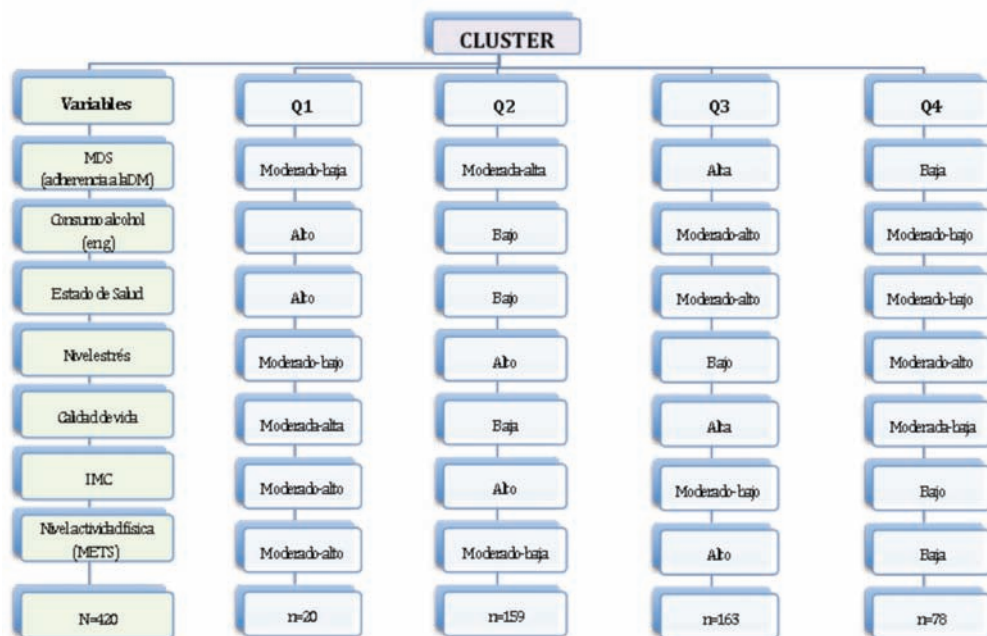 CLUSTER
Variables
Q1
Q2
Q3
Q4
MDS
(adherencia a la DM)
Moderado-baja
Moderada-alta
Alta
Baja
Consumo alcohol
(eng)
Alto
Bajo
Moderado-alto
Moderado-bajo
Estado de Salud
Alto
Bajo
Moderado-alto
Moderado-bajo
Nivel estrés
Moderado-bajo
Alto
Bajo
Moderado-alto
Calidad de vida
Moderada-alta
Baja
Alta
Moderada-baja
IMC
Moderado-alto
Alto
Moderado-bajo
Bajo
Nivel actividad física
(METS)
Moderado-alto
Moderado-baja
Alto
Baja
N=420
n=20
n=159
n=163
n=78